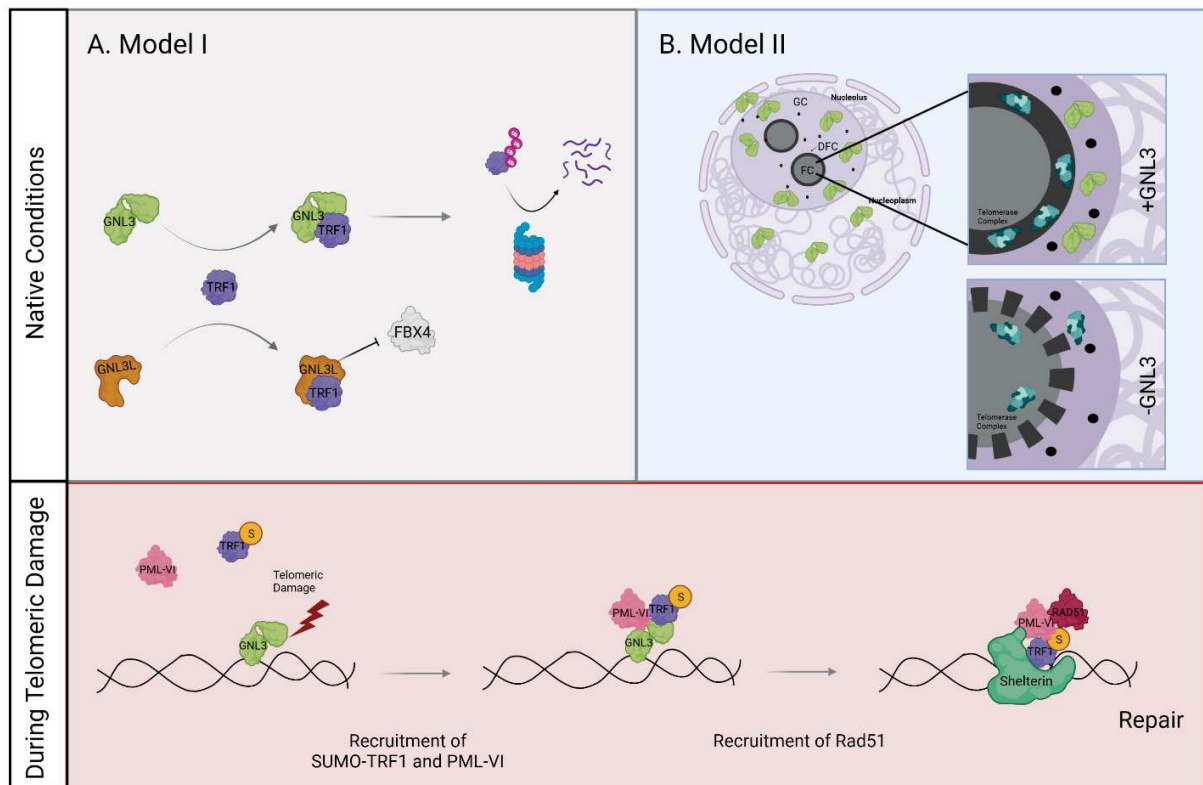 Native Conditions
A. Model I
GNL3
GNL3
TRF1
TRF1
GNL3L
GNL3L
TRF1
FBX4
B. Model II
GC
Nucleolus
DFC
FC
Nucleoplasm
Telomerase
Complex
+GNL3
Telomerase
Complex
-GNL3
During Telomeric Damage
PML-VI
TRF1
S
Telomeric
Damage
GNL3
Recruitment of
SUMO-TRF1 and PML-VI
PML-VI
TRF1
S
GNL3
Recruitment of Rad51
PML-VI
RAD51
S
TRF1
Shelterin
Repair